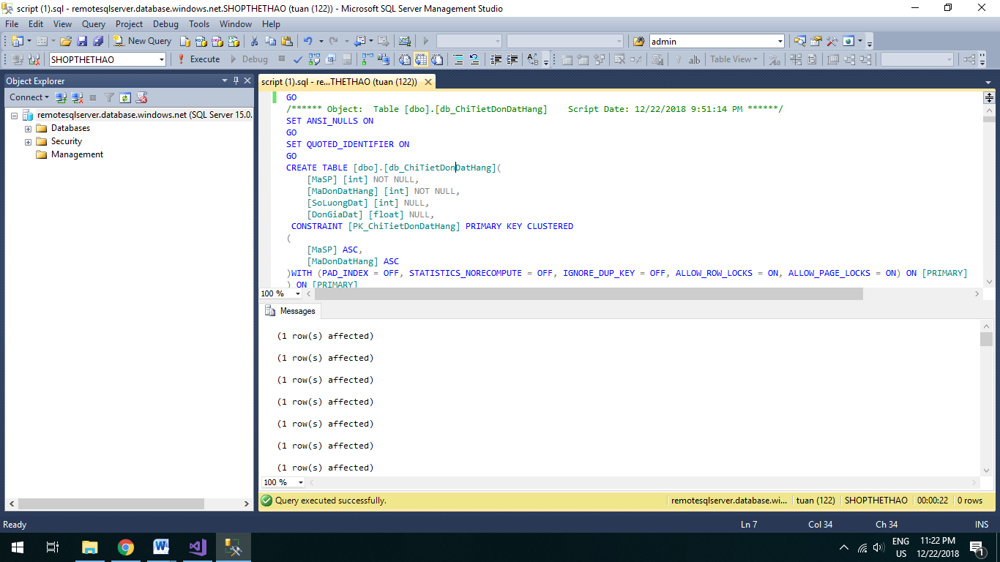 script (1).sql - remotesqlserver.database.windows.net.SHOPTHETHAO (tuan (122)) - Microsoft SQL Server Management Studio
File Edit View Query Project Debug Tools Window Help
New Query admin
SHOPTHETHAO Execute Debug Table View
Object Explorer
Connect
remotesqlserver.database.windows.net (SQL Server 15.0.
Databases
Security
Management
script (1).sql - re...THETHAO (tuan (122))
GO
/****** Object:  Table [dbo].[db_ChiTietDonDatHang]    Script Date: 12/22/2018 9:51:14 PM ******/
SET ANSI_NULLS ON
GO
SET QUOTED_IDENTIFIER ON
GO
CREATE TABLE [dbo].[db_ChiTietDonDatHang](
[MaSP] [int] NOT NULL,
[MaDonDatHang] [int] NOT NULL,
[SoLuongDat] [int] NULL,
[DonGiaDat] [float] NULL,
CONSTRAINT [PK_ChiTietDonDatHang] PRIMARY KEY CLUSTERED
(
[MaSP] ASC,
[MaDonDatHang] ASC
)WITH (PAD_INDEX = OFF, STATISTICS_NORECOMPUTE = OFF, IGNORE_DUP_KEY = OFF, ALLOW_ROW_LOCKS = ON, ALLOW_PAGE_LOCKS = ON) ON [PRIMARY]
) ON [PRIMARY]
100 %
Messages
(1 row(s) affected)
(1 row(s) affected)
(1 row(s) affected)
(1 row(s) affected)
(1 row(s) affected)
(1 row(s) affected)
(1 row(s) affected)
100 %
Query executed successfully. remotesqlserver.database.wi... tuan (122) SHOPTHETHAO 00:00:22 0 rows
Ready Ln 7 Col 34 Ch 34 INS
ENG
US
11:22 PM
12/22/2018
1